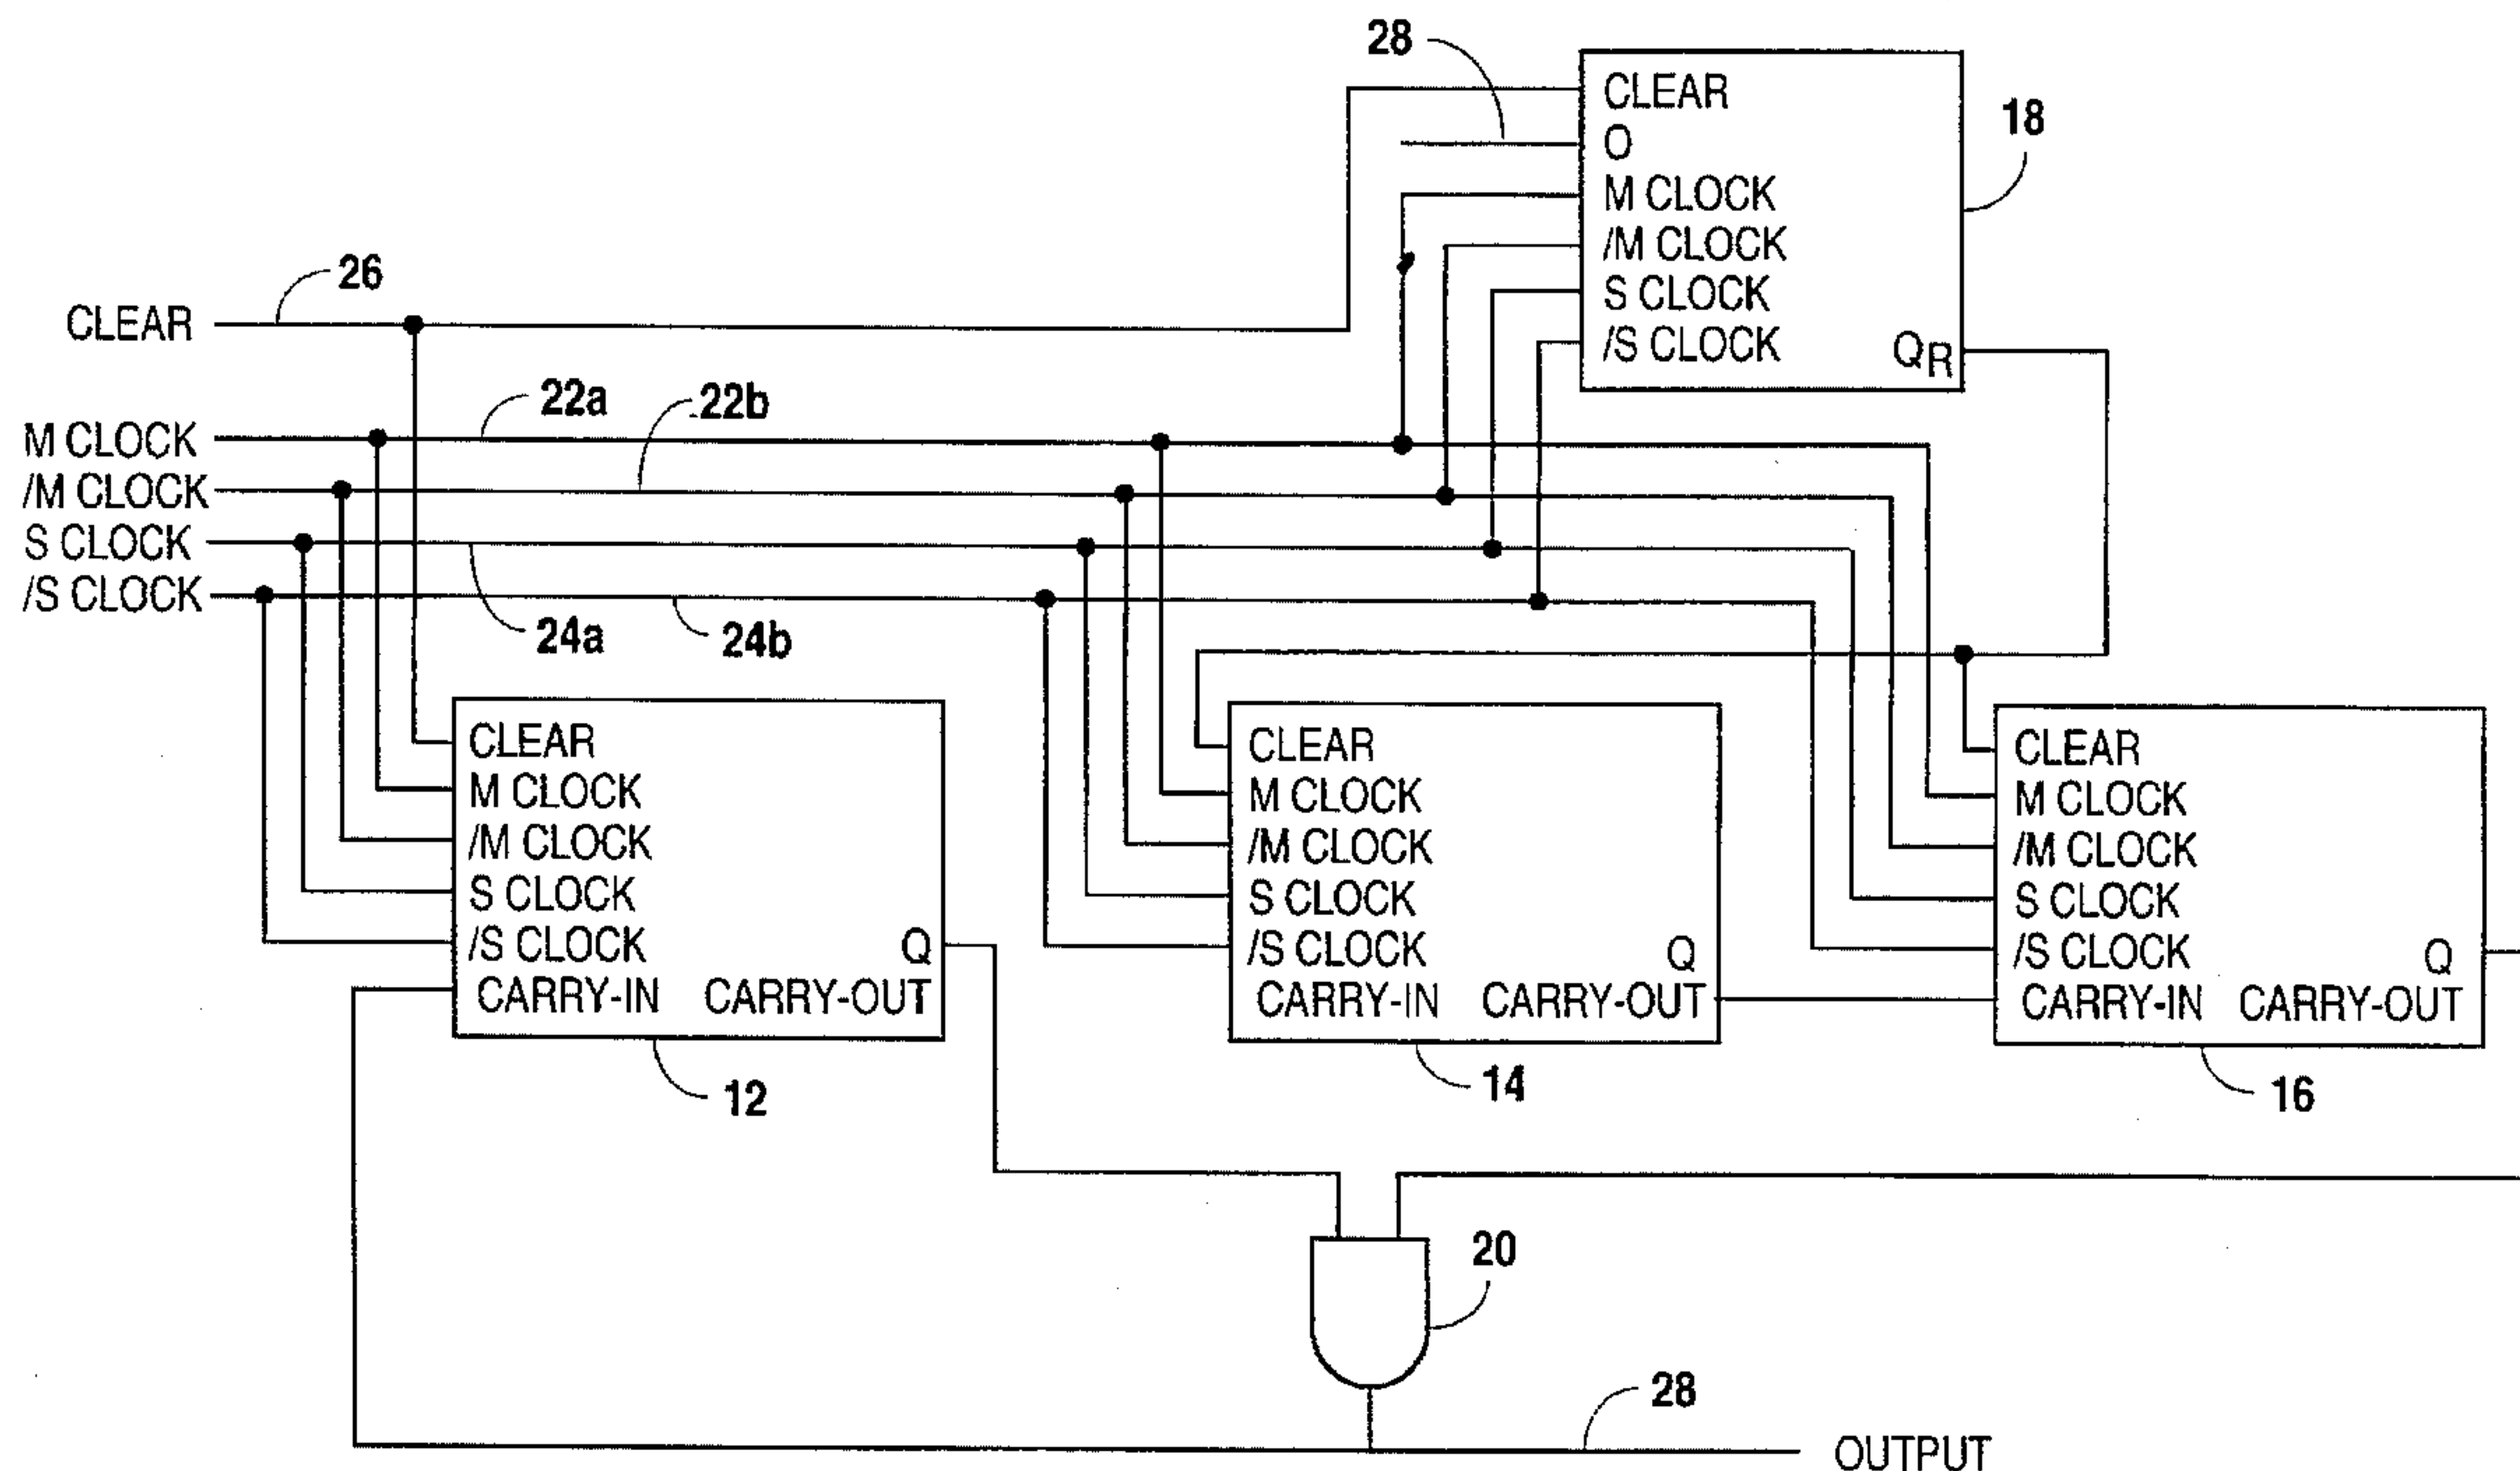 28
CLEAR
O
M CLOCK
/M CLOCK
S CLOCK
/S CLOCK
QR
18
26
CLEAR
22a
22b
M CLOCK
/M CLOCK
S CLOCK
/S CLOCK
24a
24b
CLEAR
M CLOCK
/M CLOCK
S CLOCK
/S CLOCK
Q
CARRY-IN CARRY-OUT
12
CLEAR
M CLOCK
/M CLOCK
S CLOCK
/S CLOCK
Q
CARRY-IN CARRY-OUT
14
CLEAR
M CLOCK
/M CLOCK
S CLOCK
/S CLOCK
Q
CARRY-IN CARRY-OUT
16
20
28
OUTPUT